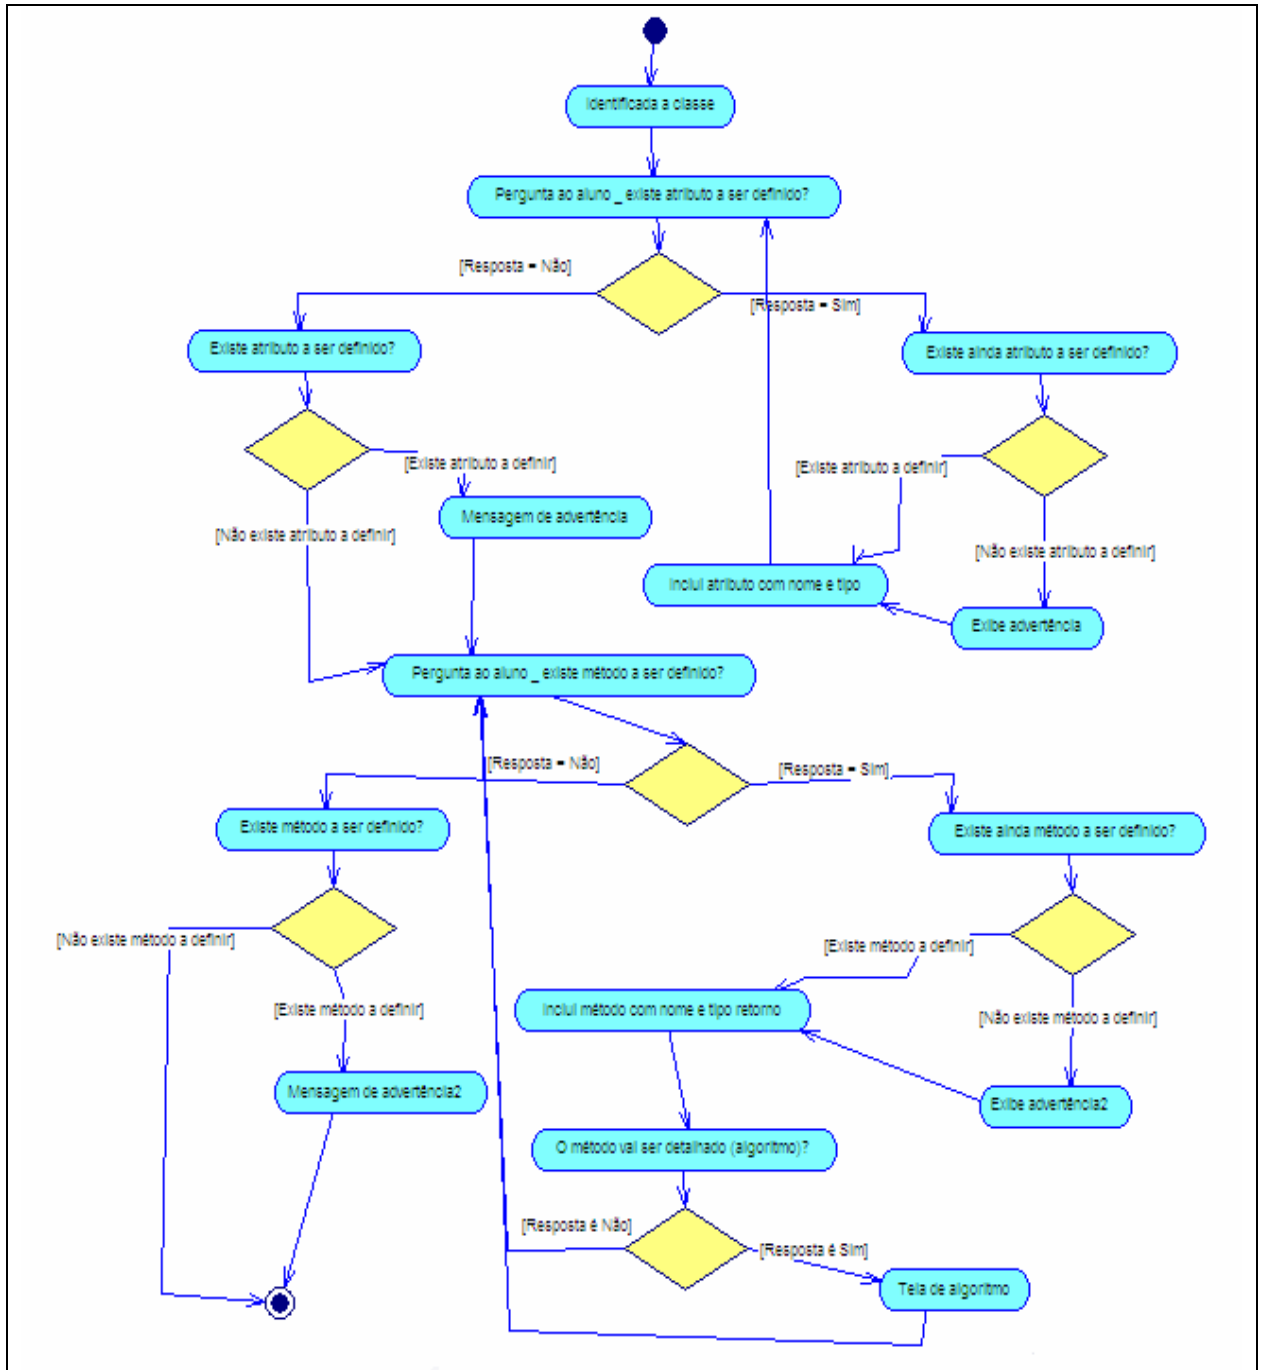 Identificada a classe
Pergunta ao aluno _ existe atributo a ser definido?
[Resposta = Não]
[Resposta = Sim]
Existe atributo a ser definido?
Existe ainda atributo a ser definido?
[Existe atributo a definir]
[Existe atributo a definir]
Mensagem de advertência
[Não existe atributo a definir]
[Não existe atributo a definir]
Inclui atributo com nome e tipo
Exibe advertência
Pergunta ao aluno _ existe método a ser definido?
[Resposta = Não]
[Resposta = Sim]
Existe método a ser definido?
Existe ainda método a ser definido?
[Não existe método a definir]
[Existe método a definir]
[Existe método a definir]
Inclui método com nome e tipo retorno
[Não existe método a definir]
Mensagem de advertência2
Exibe advertência2
O método vai ser detalhado (algoritmo)?
[Resposta é Não]
[Resposta é Sim]
Tela de algoritmo